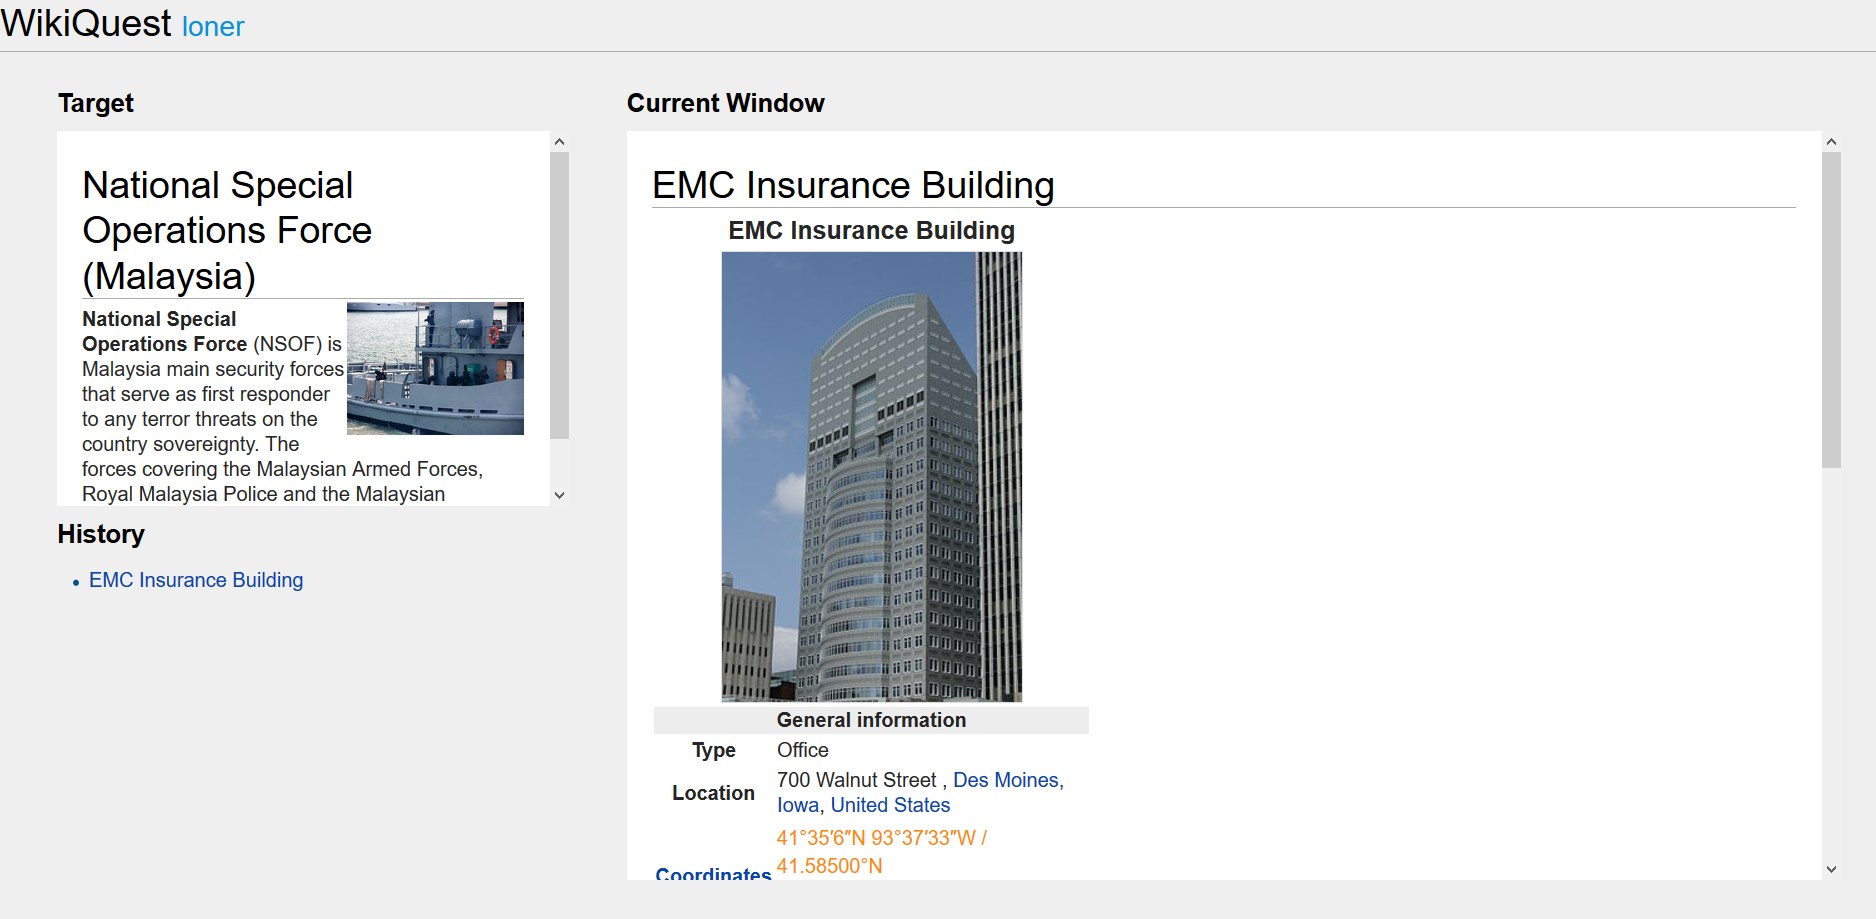 WikiQuest loner
Target
National Special
Operations Force
(Malaysia)
National Special
Operations Force (NSOF) is
Malaysia main security forces
that serve as first responder
to any terror threats on the
country sovereignty. The
forces covering the Malaysian Armed Forces,
Royal Malaysia Police and the Malaysian
History
• EMC Insurance Building
Current Window
EMC Insurance Building
EMC Insurance Building
General information
Type Office
Location 700 Walnut Street , Des Moines,
Iowa, United States
41°35′6″N 93°37′33″W /
41.58500°N
Coordinates